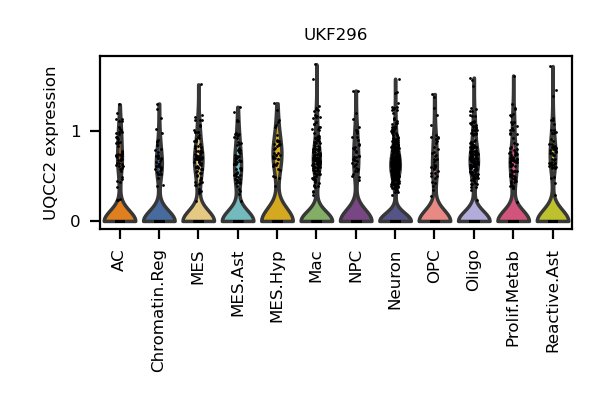 UKF296
UQCC2 expression
1
0
AC
Chromatin.Reg
MES
MES.Ast
MES.Hyp
Mac
NPC
Neuron
OPC
Oligo
Prolif.Metab
Reactive.Ast